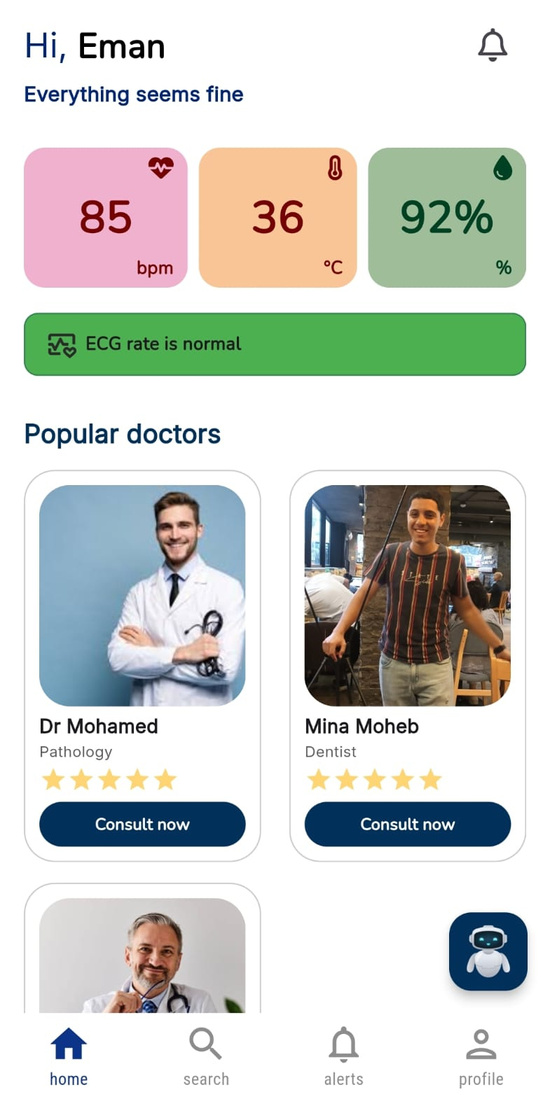 Hi, Eman
Everything seems fine
85
bpm
36
°C
92%
%
ECG rate is normal
Popular doctors
Dr Mohamed
Pathology
Consult now
Mina Moheb
Dentist
Consult now
home
search
alerts
profile